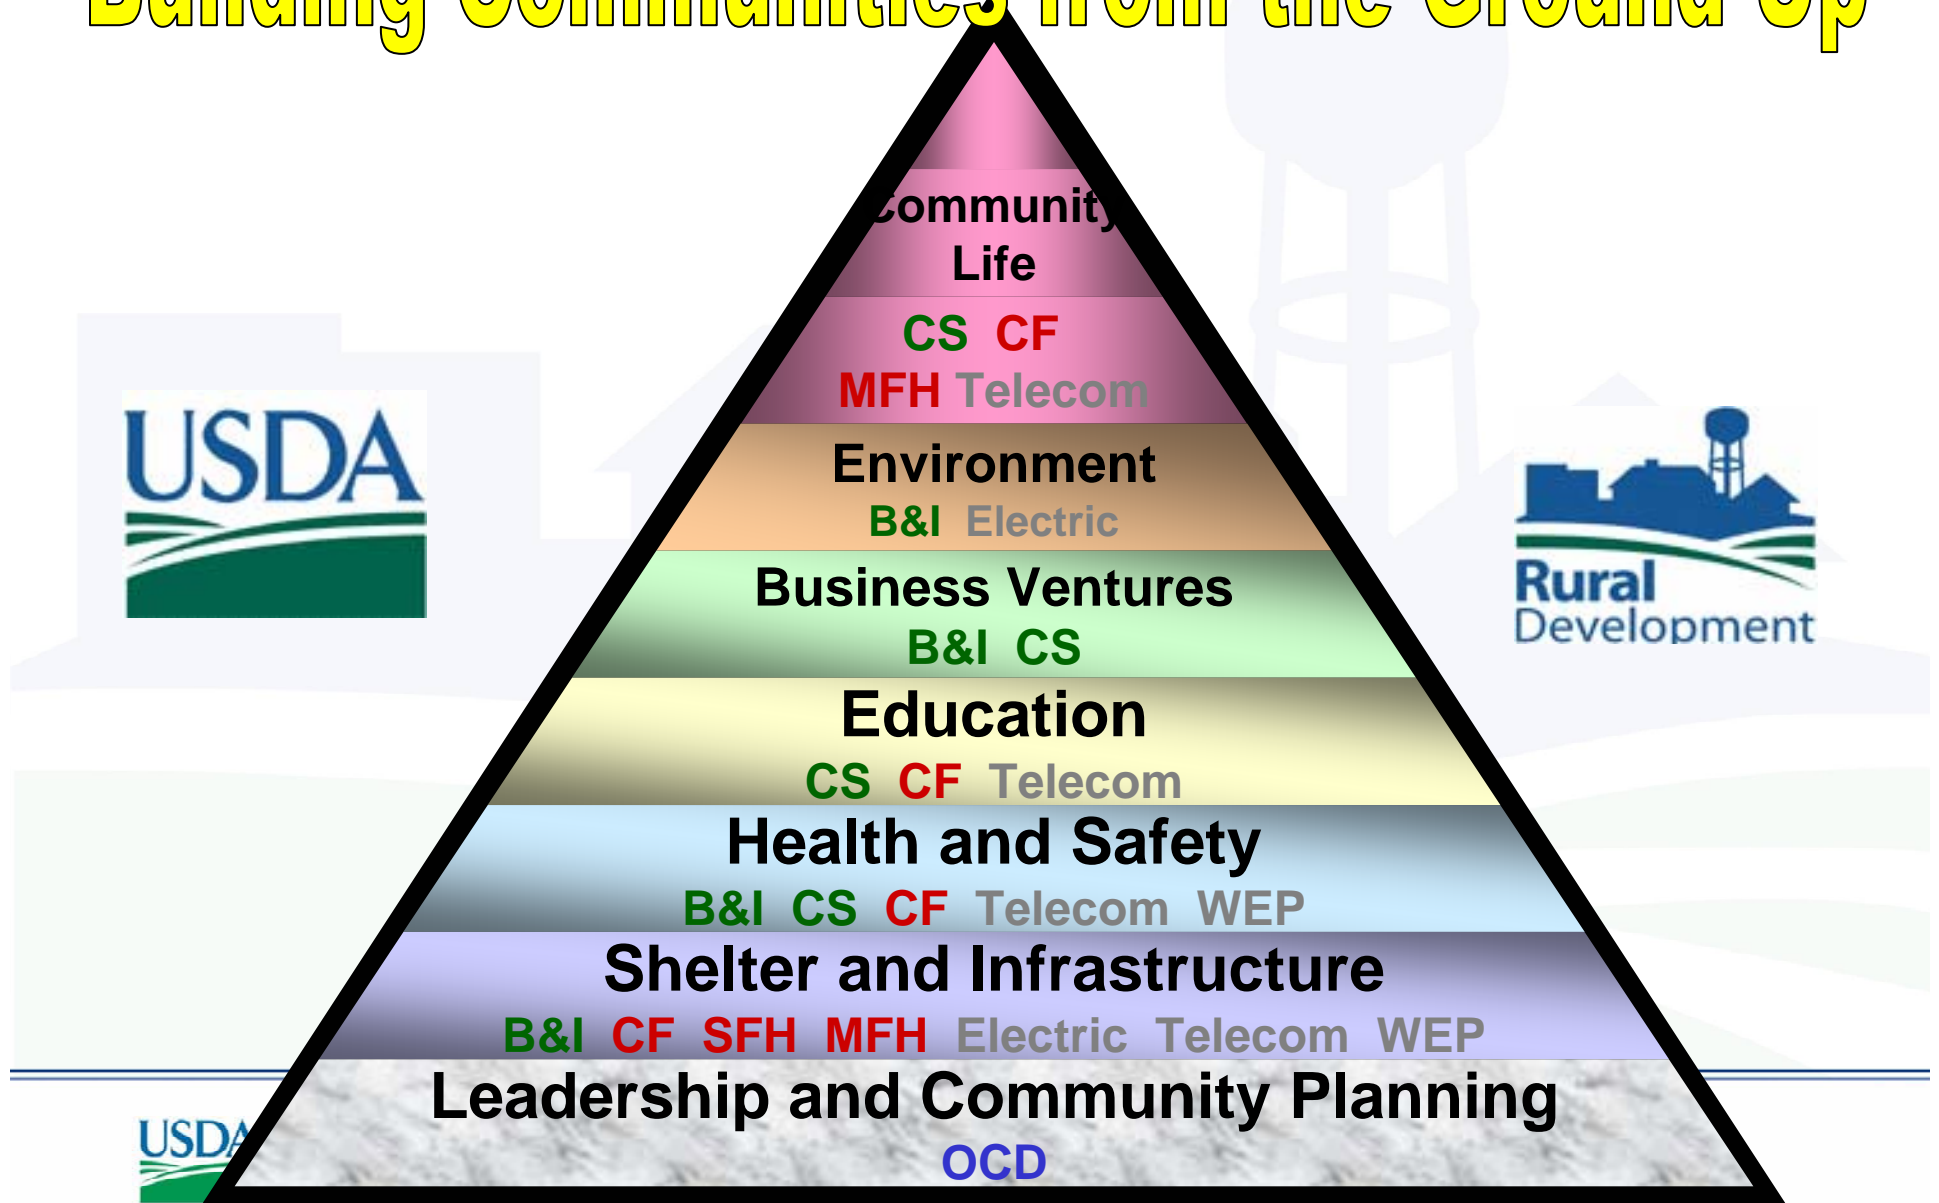 Building Communities from the Ground Up
Community
Life
CS CF
MFH Telecom
Environment
B&I Electric
USDA
Rural
Development
Business Ventures
B&I CS
Education
CS CF Telecom
Health and Safety
B&I CS CF Telecom WEP
Shelter and Infrastructure
B&I CF SFH MFH Electric Telecom WEP
Leadership and Community Planning
OCD
USDA